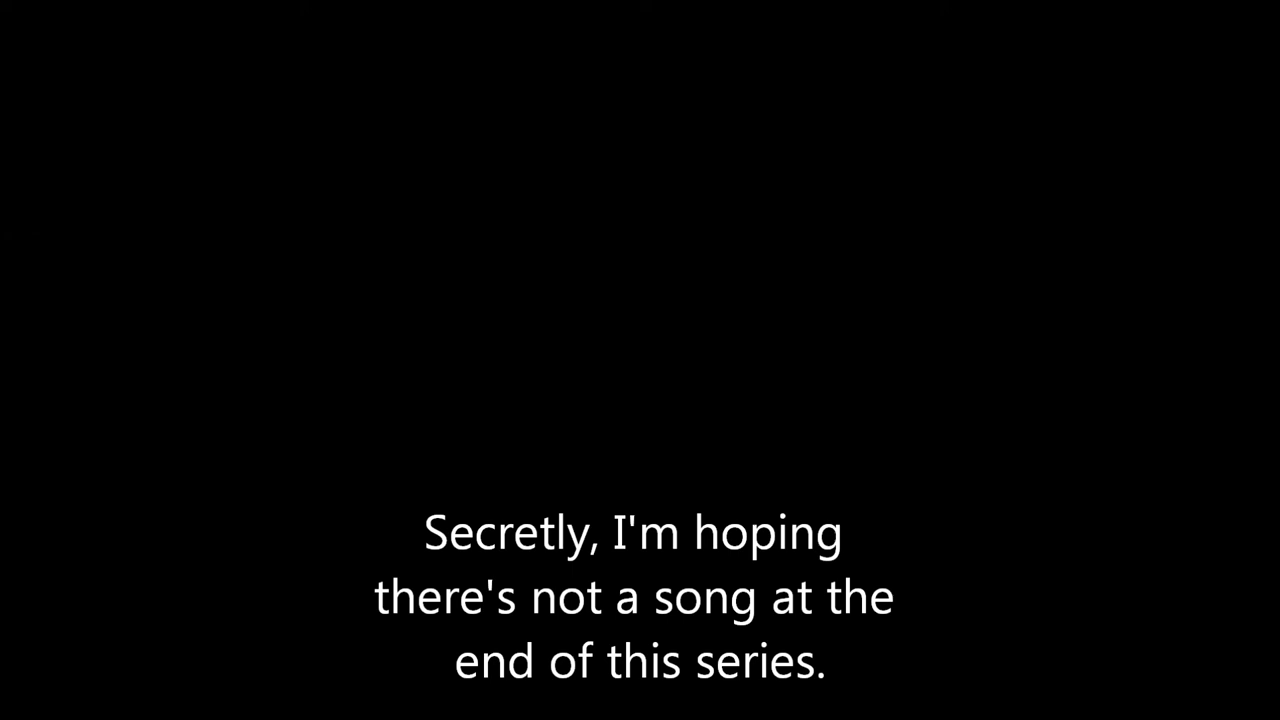 Secretly, I'm hoping
there's not a song at the
end of this series.